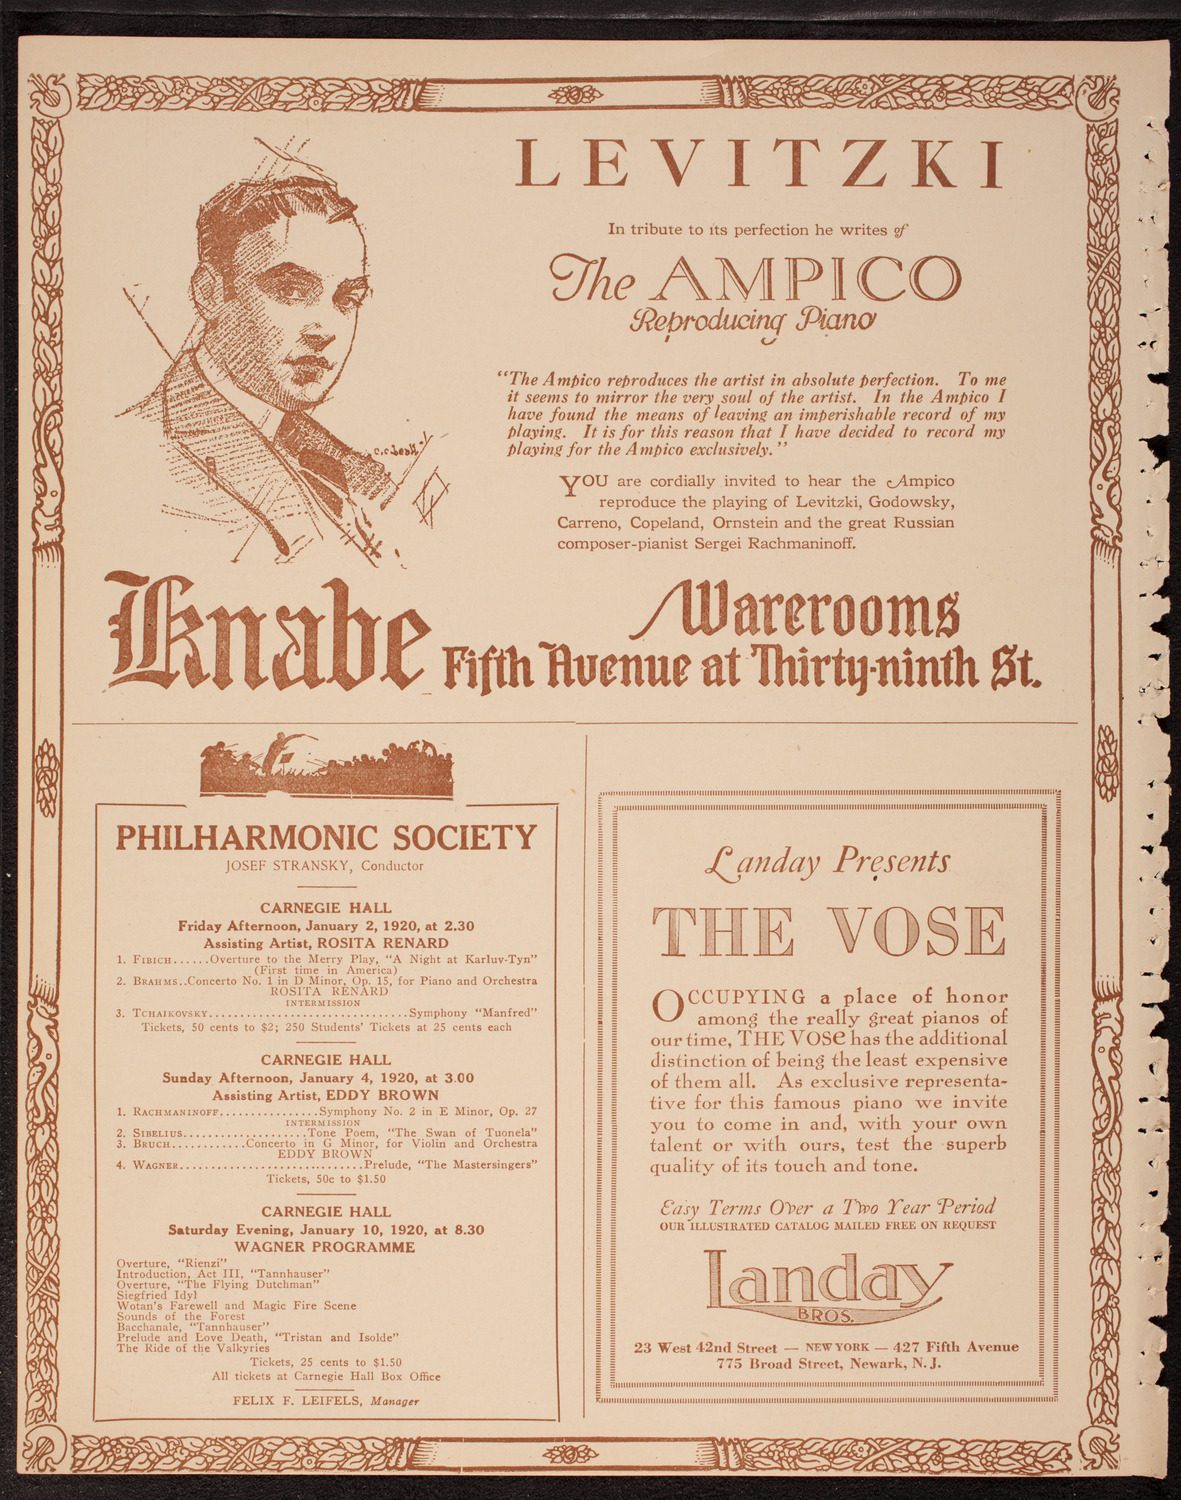 LEVITZKI
In tribute to its perfection he writes of
The AMPICO
Reproducing Piano
"The Ampico reproduces the artist in absolute perfection. To me
it seems to mirror the very soul of the artist. In the Ampico I
have found the means of leaving an imperishable record of my
playing. It is for this reason that I have decided to record my
playing for the Ampico exclusively."
YOU are cordially invited to hear the Ampico
reproduce the playing of Levitzki, Godowsky,
Carreno, Copeland, Ornstein and the great Russian
composer-pianist Sergei Rachmaninoff.
Knabe Warerooms
Fifth Avenue at Thirty-ninth St.
PHILHARMONIC SOCIETY
JOSEF STRANSKY, Conductor
CARNEGIE HALL
Friday Afternoon, January 2, 1920, at 2.30
Assisting Artist, ROSITA RENARD
1. FIBICH......Overture to the Merry Play, "A Night at Karluv-Tyn"
(First time in America)
2. BRAHMS..Concerto No. 1 in D Minor, Op. 15, for Piano and Orchestra
ROSITA RENARD
INTERMISSION
3. TCHAIKOVSKY................................Symphony "Manfred"
Tickets, 50 cents to $2; 250 Students' Tickets at 25 cents each
CARNEGIE HALL
Sunday Afternoon, January 4, 1920, at 3.00
Assisting Artist, EDDY BROWN
1. RACHMANINOFF................Symphony No. 2 in E Minor, Op. 27
INTERMISSION
2. SIBELIUS....................Tone Poem, "The Swan of Tuonela"
3. BRUCH............Concerto in G Minor, for Violin and Orchestra
EDDY BROWN
4. WAGNER.............................Prelude, "The Mastersingers"
Tickets, 50c to $1.50
CARNEGIE HALL
Saturday Evening, January 10, 1920, at 8.30
WAGNER PROGRAMME
Overture, "Rienzi"
Introduction, Act III, "Tannhauser"
Overture, "The Flying Dutchman"
Siegfried Idyl
Wotan's Farewell and Magic Fire Scene
Sounds of the Forest
Bacchanale, "Tannhauser"
Prelude and Love Death, "Tristan and Isolde"
The Ride of the Valkyries
Tickets, 25 cents to $1.50
All tickets at Carnegie Hall Box Office
FELIX F. LEIFELS, Manager
Landay Presents
THE VOSE
OCCUPYING a place of honor
among the really great pianos of
our time, THE VOSE has the additional
distinction of being the least expensive
of them all. As exclusive representa-
tive for this famous piano we invite
you to come in and, with your own
talent or with ours, test the superb
quality of its touch and tone.
Easy Terms Over a Two Year Period
OUR ILLUSTRATED CATALOG MAILED FREE ON REQUEST
Landay
BROS.
23 West 42nd Street — NEW YORK — 427 Fifth Avenue
775 Broad Street, Newark, N. J.